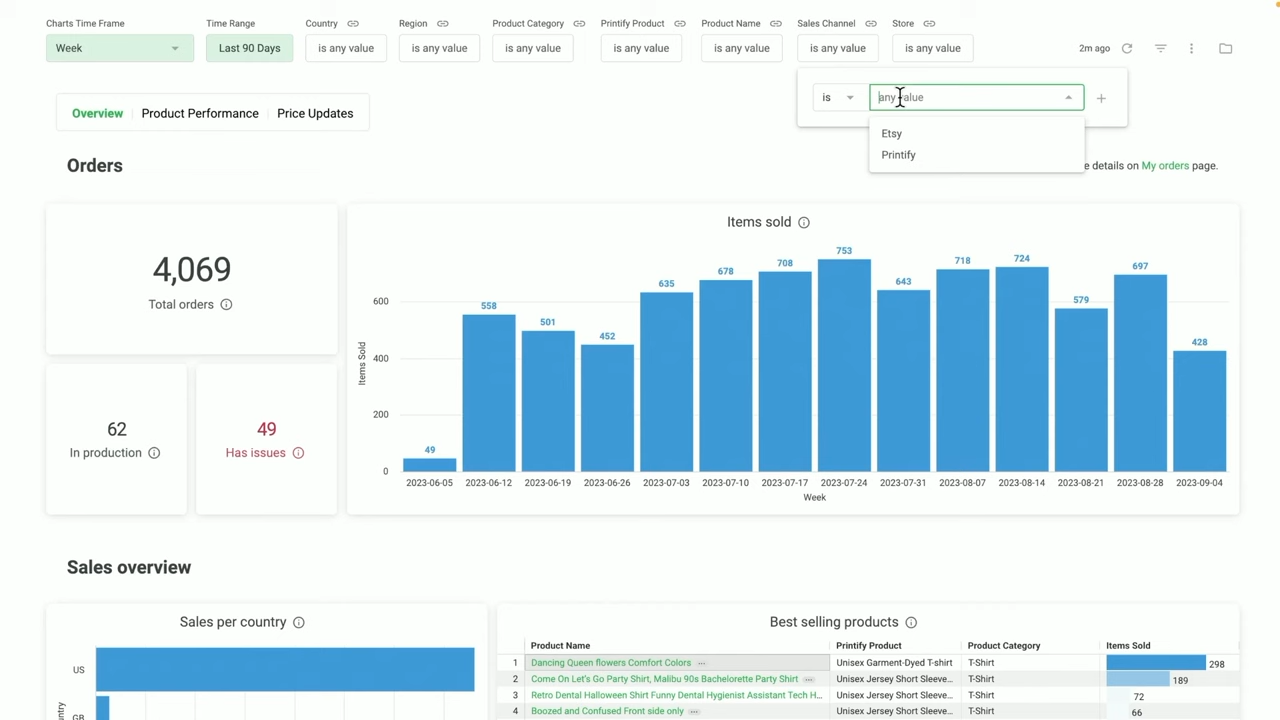 Charts Time Frame
Time Range
Country
Region
Product Category
Printify Product
Product Name
Sales Channel
Store
Week
Last 90 Days
is any value
is any value
is any value
is any value
is any value
is any value
is any value
2m ago
is
any value
Etsy
Printify
Overview
Product Performance
Price Updates
Orders
e details on My orders page.
4,069
Total orders
62
In production
49
Has issues
Items sold
Items Sold
600
400
200
0
49
558
501
452
635
678
708
753
643
718
724
579
697
428
2023-06-05
2023-06-12
2023-06-19
2023-06-26
2023-07-03
2023-07-10
2023-07-17
2023-07-24
2023-07-31
2023-08-07
2023-08-14
2023-08-21
2023-08-28
2023-09-04
Week
Sales overview
Sales per country
US
GB
untry
Best selling products
Product Name
Printify Product
Product Category
Items Sold
1 Dancing Queen flowers Comfort Colors ... Unisex Garment-Dyed T-shirt T-Shirt 298
2 Come On Let's Go Party Shirt, Malibu 90s Bachelorette Party Shirt ... Unisex Jersey Short Sleeve... T-Shirt 189
3 Retro Dental Halloween Shirt Funny Dental Hygienist Assistant Tech H... Unisex Jersey Short Sleeve... T-Shirt 72
4 Boozed and Confused Front side only ... Unisex Jersey Short Sleeve... T-Shirt 66